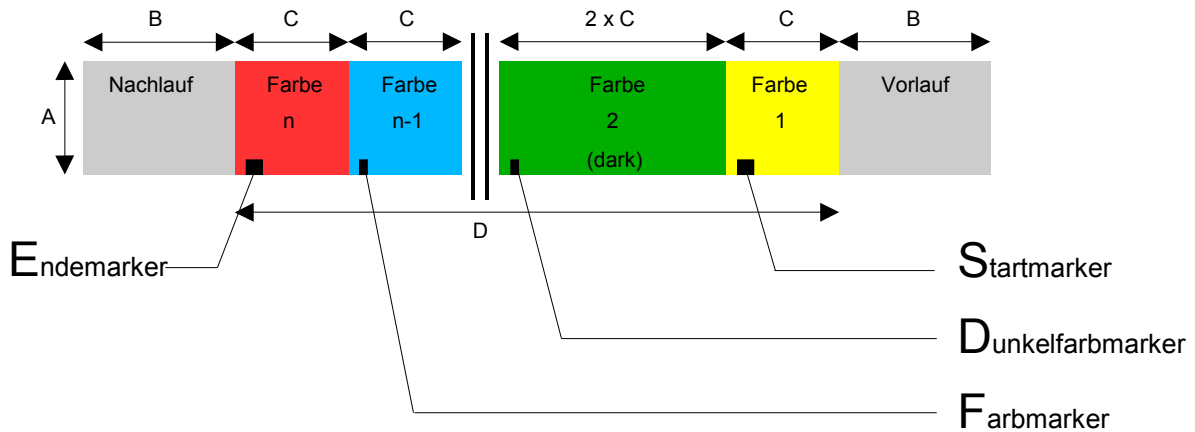 B C C 2 x C C B
A
Nachlauf Farbe Farbe Farbe Farbe Vorlauf
n n-1 2 1
(dark)
D
Endemarker
Startmarker
Dunkelfarbmarker
Farbmarker